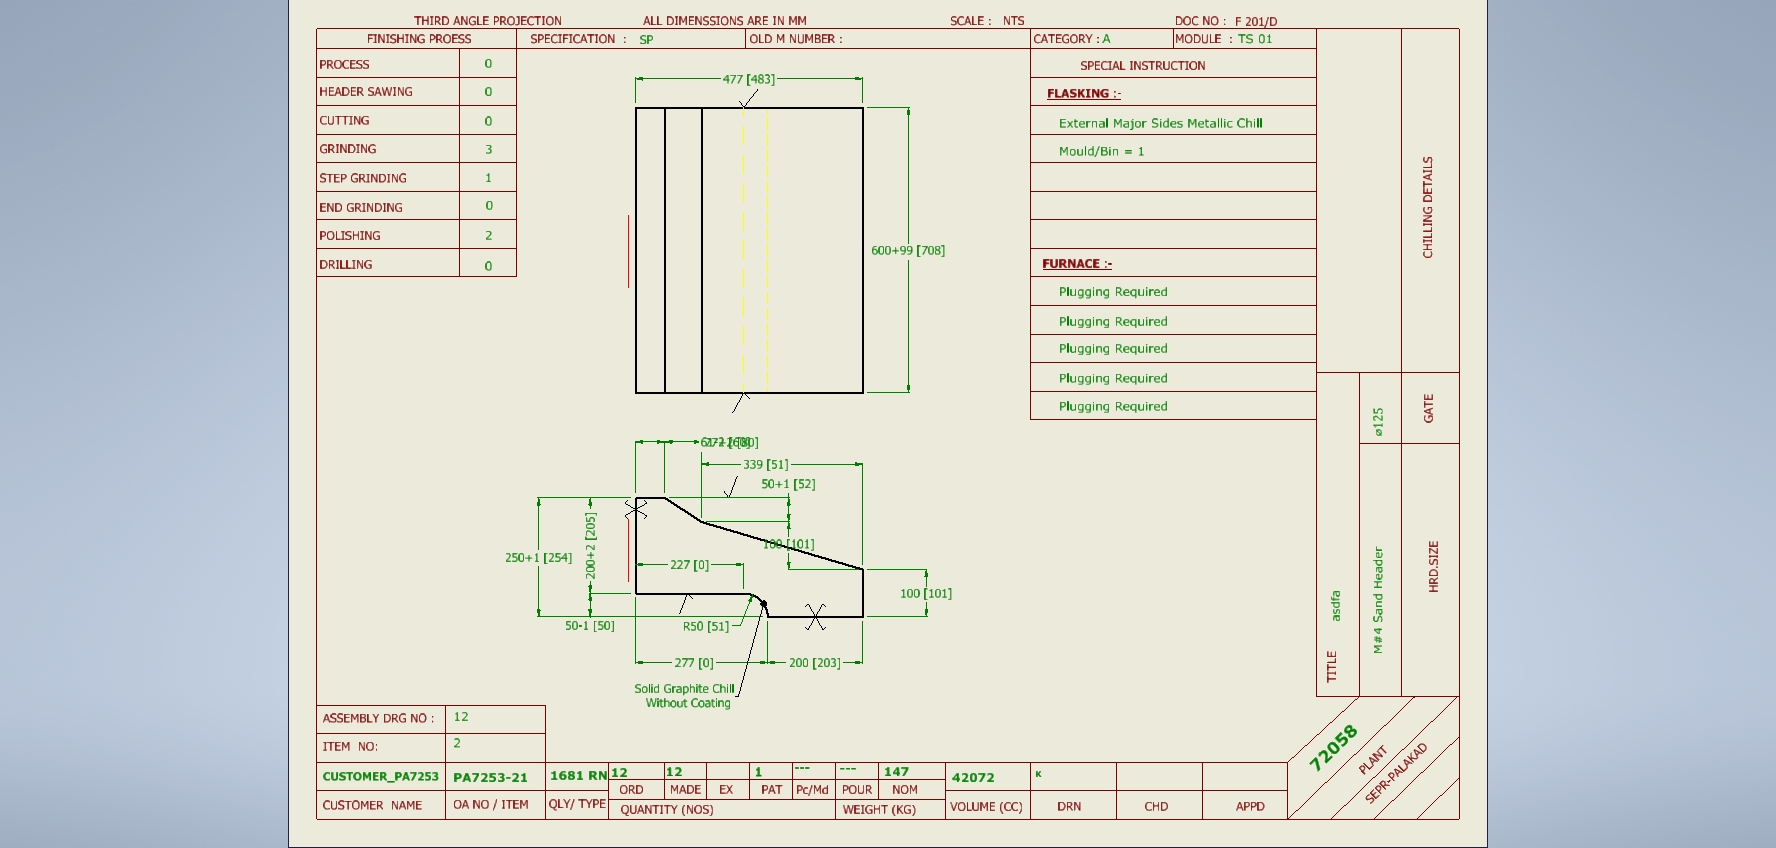 THIRD ANGLE PROJECTION ALL DIMENSSIONS ARE IN MM SCALE : NTS DOC NO : F 201/D
FINISHING PROESS SPECIFICATION : SP OLD M NUMBER : CATEGORY : A MODULE : TS 01
PROCESS 0
HEADER SAWING 0
CUTTING 0
GRINDING 3
STEP GRINDING 1
END GRINDING 0
POLISHING 2
DRILLING 0
477 [483]
600+99 [708]
SPECIAL INSTRUCTION
FLASKING :-
External Major Sides Metallic Chill
Mould/Bin = 1
FURNACE :-
Plugging Required
Plugging Required
Plugging Required
Plugging Required
Plugging Required
CHILLING DETAILS
GATE
ø125
HRD.SIZE
M#4 Sand Header
TITLE asdfa
339 [51]
50+1 [52]
100 [101]
250+1 [254]
200+2 [205]
227 [0]
100 [101]
50-1 [50]
R50 [51]
277 [0]
200 [203]
Solid Graphite Chill
Without Coating
ASSEMBLY DRG NO : 12
ITEM NO: 2
CUSTOMER_PA7253 PA7253-21 1681 RN 12 12 1 --- --- 147 42072 K
ORD MADE EX PAT Pc/Md POUR NOM
CUSTOMER NAME OA NO / ITEM QLY/ TYPE QUANTITY (NOS) WEIGHT (KG) VOLUME (CC) DRN CHD APPD
72058
PLANT
SEPR-PALAKAD